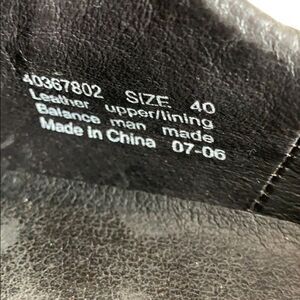 40367802 SIZE 40
Leather upper/lining
Balance man made
Made in China 07-06